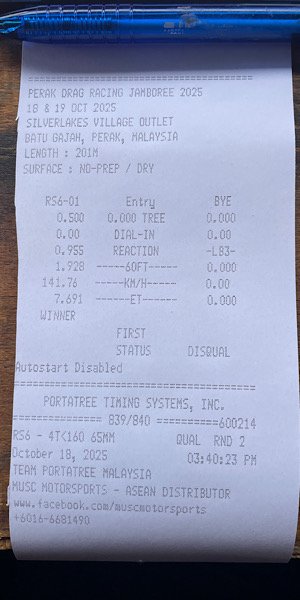 ================================================
PERAK DRAG RACING JAMBOREE 2025
18 & 19 OCT 2025
SILVERLAKES VILLAGE OUTLET
BATU GAJAH, PERAK, MALAYSIA
LENGTH : 201M
SURFACE : NO-PREP / DRY
RS6-01 Entry BYE
0.500 0.000 TREE 0.000
0.00 DIAL-IN 0.00
0.955 REACTION -L83-
1.928 ------60FT------ 0.000
141.76 ------KM/H------ 0.00
7.691 -------ET------- 0.000
WINNER
FIRST
STATUS DISQUAL
Autostart Disabled
================================================
PORTATREE TIMING SYSTEMS, INC.
================ 839/840 ===========600214
RS6 - 4T<160 65MM QUAL RND 2
October 18, 2025 03:40:23 PM
TEAM PORTATREE MALAYSIA
MUSC MOTORSPORTS - ASEAN DISTRIBUTOR
www.facebook.com/muscmotorsports
+6016-6681490